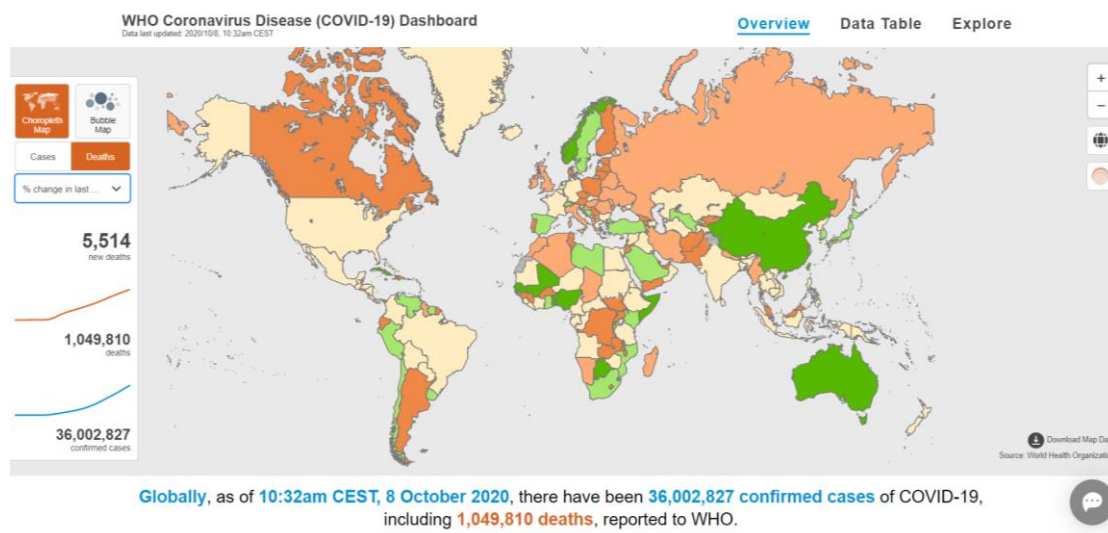 WHO Coronavirus Disease (COVID-19) Dashboard
Data last updated: 2020/10/8, 10:32am CEST
Overview Data Table Explore
Choropleth
Map
Bubble
Map
Cases Deaths
% change in last ...
5,514
new deaths
1,049,810
deaths
36,002,827
confirmed cases
+
−
Download Map Da
Source: World Health Organizatio
Globally, as of 10:32am CEST, 8 October 2020, there have been 36,002,827 confirmed cases of COVID-19,
including 1,049,810 deaths, reported to WHO.